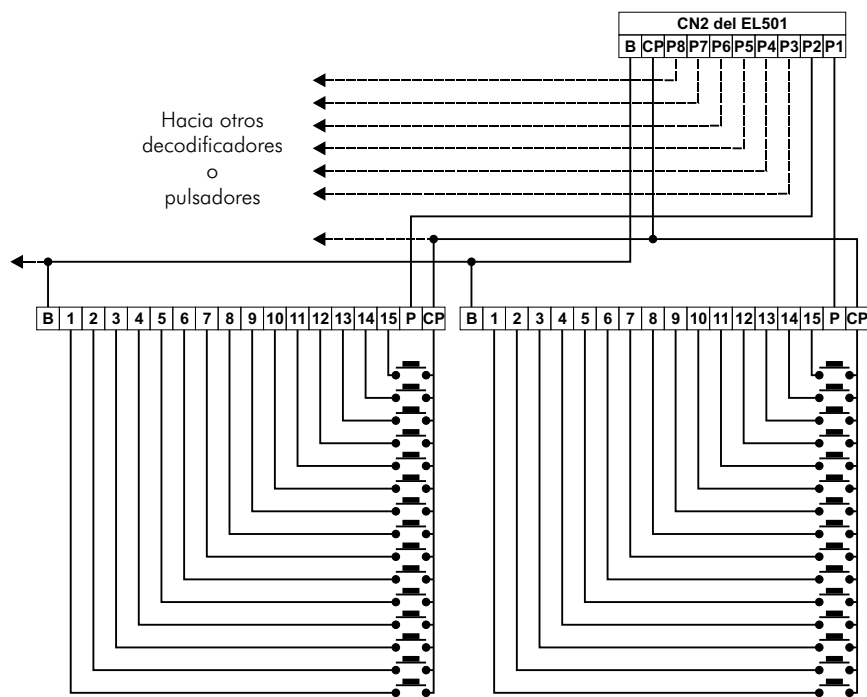 CN2 del EL501
B CP P8 P7 P6 P5 P4 P3 P2 P1
Hacia otros
decodificadores
o
pulsadores
B 1 2 3 4 5 6 7 8 9 10 11 12 13 14 15 P CP
B 1 2 3 4 5 6 7 8 9 10 11 12 13 14 15 P CP